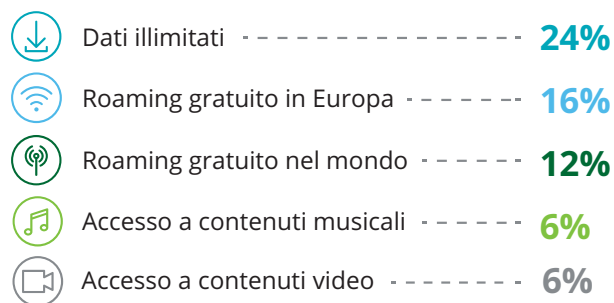 Dati illimitati 24%
Roaming gratuito in Europa 16%
Roaming gratuito nel mondo 12%
Accesso a contenuti musicali 6%
Accesso a contenuti video 6%